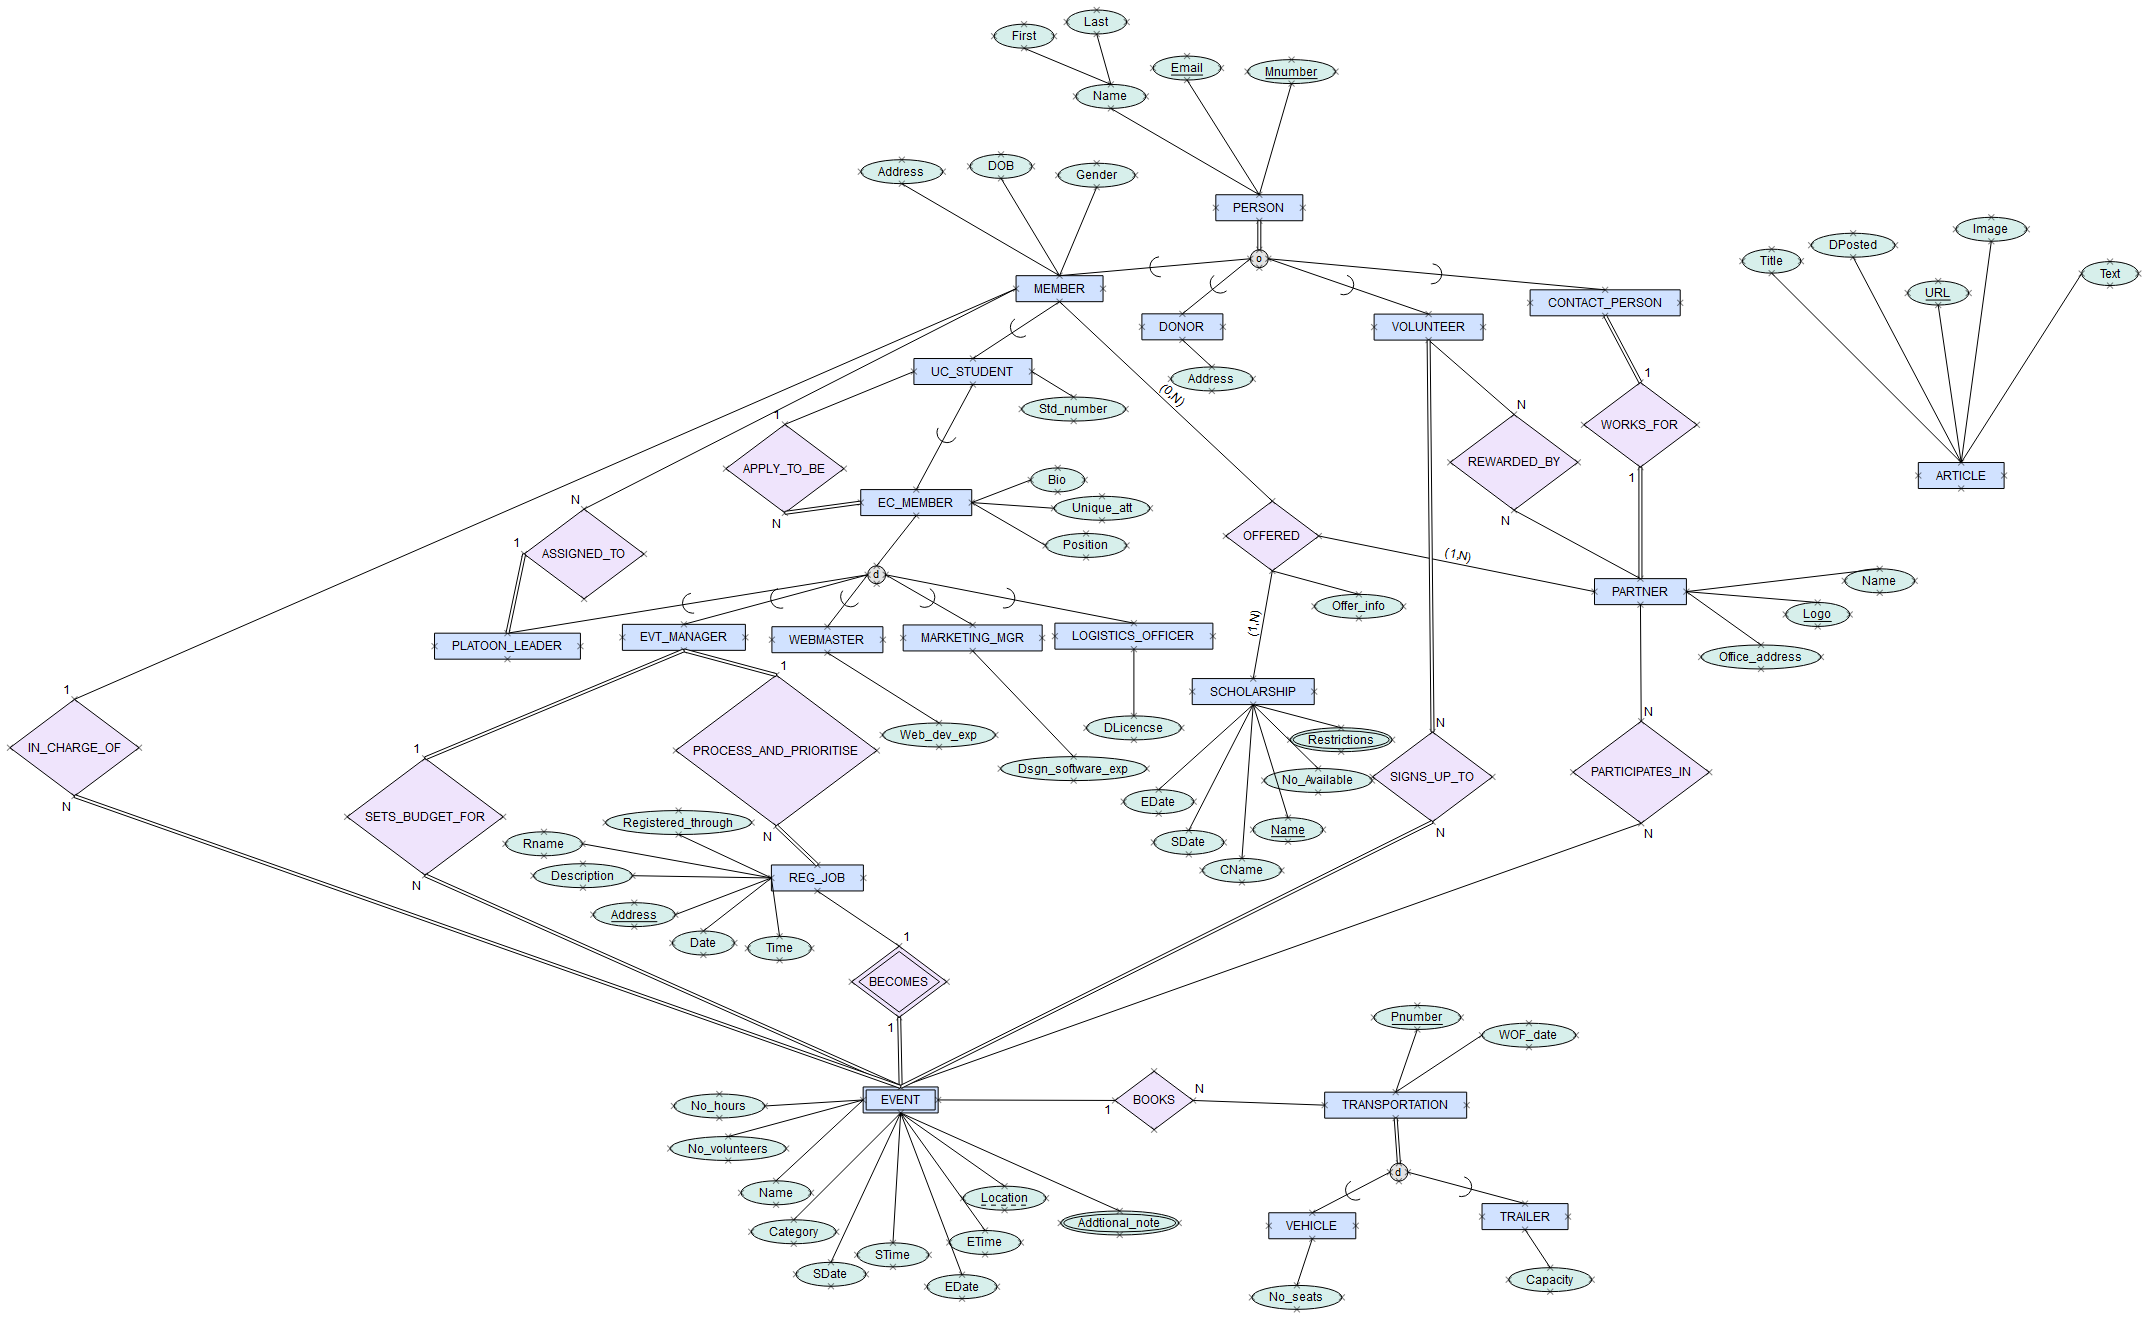 Last
First
Email
Mnumber
Name
Address
DOB
Gender
PERSON
Title
DPosted
Image
URL
Text
o
MEMBER
DONOR
VOLUNTEER
CONTACT_PERSON
UC_STUDENT
Address
Std_number
(0,N)
1
1
N
APPLY_TO_BE
WORKS_FOR
REWARDED_BY
ARTICLE
EC_MEMBER
Bio
Unique_att
Position
N
1
N
N
1
ASSIGNED_TO
OFFERED
(1,N)
d
PARTNER
Name
Logo
Office_address
Offer_info
(1,N)
PLATOON_LEADER
EVT_MANAGER
WEBMASTER
MARKETING_MGR
LOGISTICS_OFFICER
1
1
1
SCHOLARSHIP
N
N
IN_CHARGE_OF
PROCESS_AND_PRIORITISE
Web_dev_exp
DLicencse
Dsgn_software_exp
Restrictions
No_Available
SIGNS_UP_TO
PARTICIPATES_IN
N
SETS_BUDGET_FOR
Registered_through
N
EDate
Name
N
N
Rname
SDate
CName
Description
REG_JOB
N
Address
Date
Time
1
BECOMES
1
Pnumber
WOF_date
No_hours
EVENT
1
BOOKS
N
TRANSPORTATION
No_volunteers
Name
Location
Addtional_note
d
Category
STime
ETime
SDate
EDate
VEHICLE
TRAILER
No_seats
Capacity